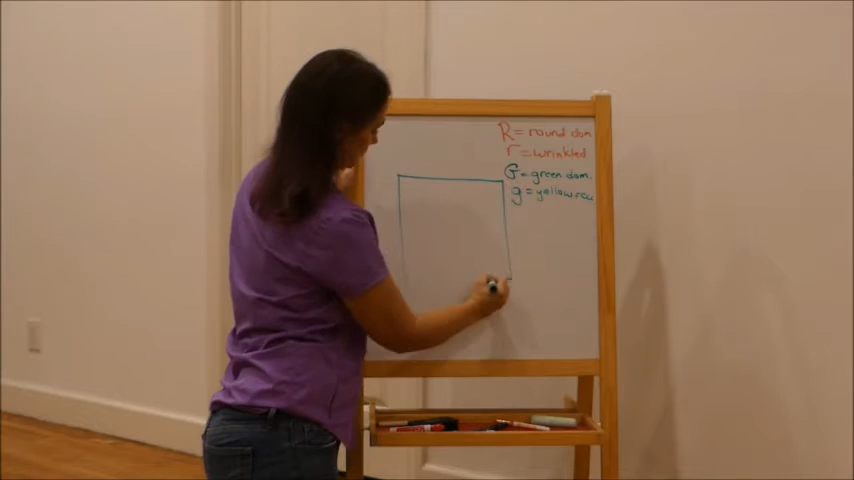 R = round dom
r = wrinkled
G = green dom.
g = yellow rec